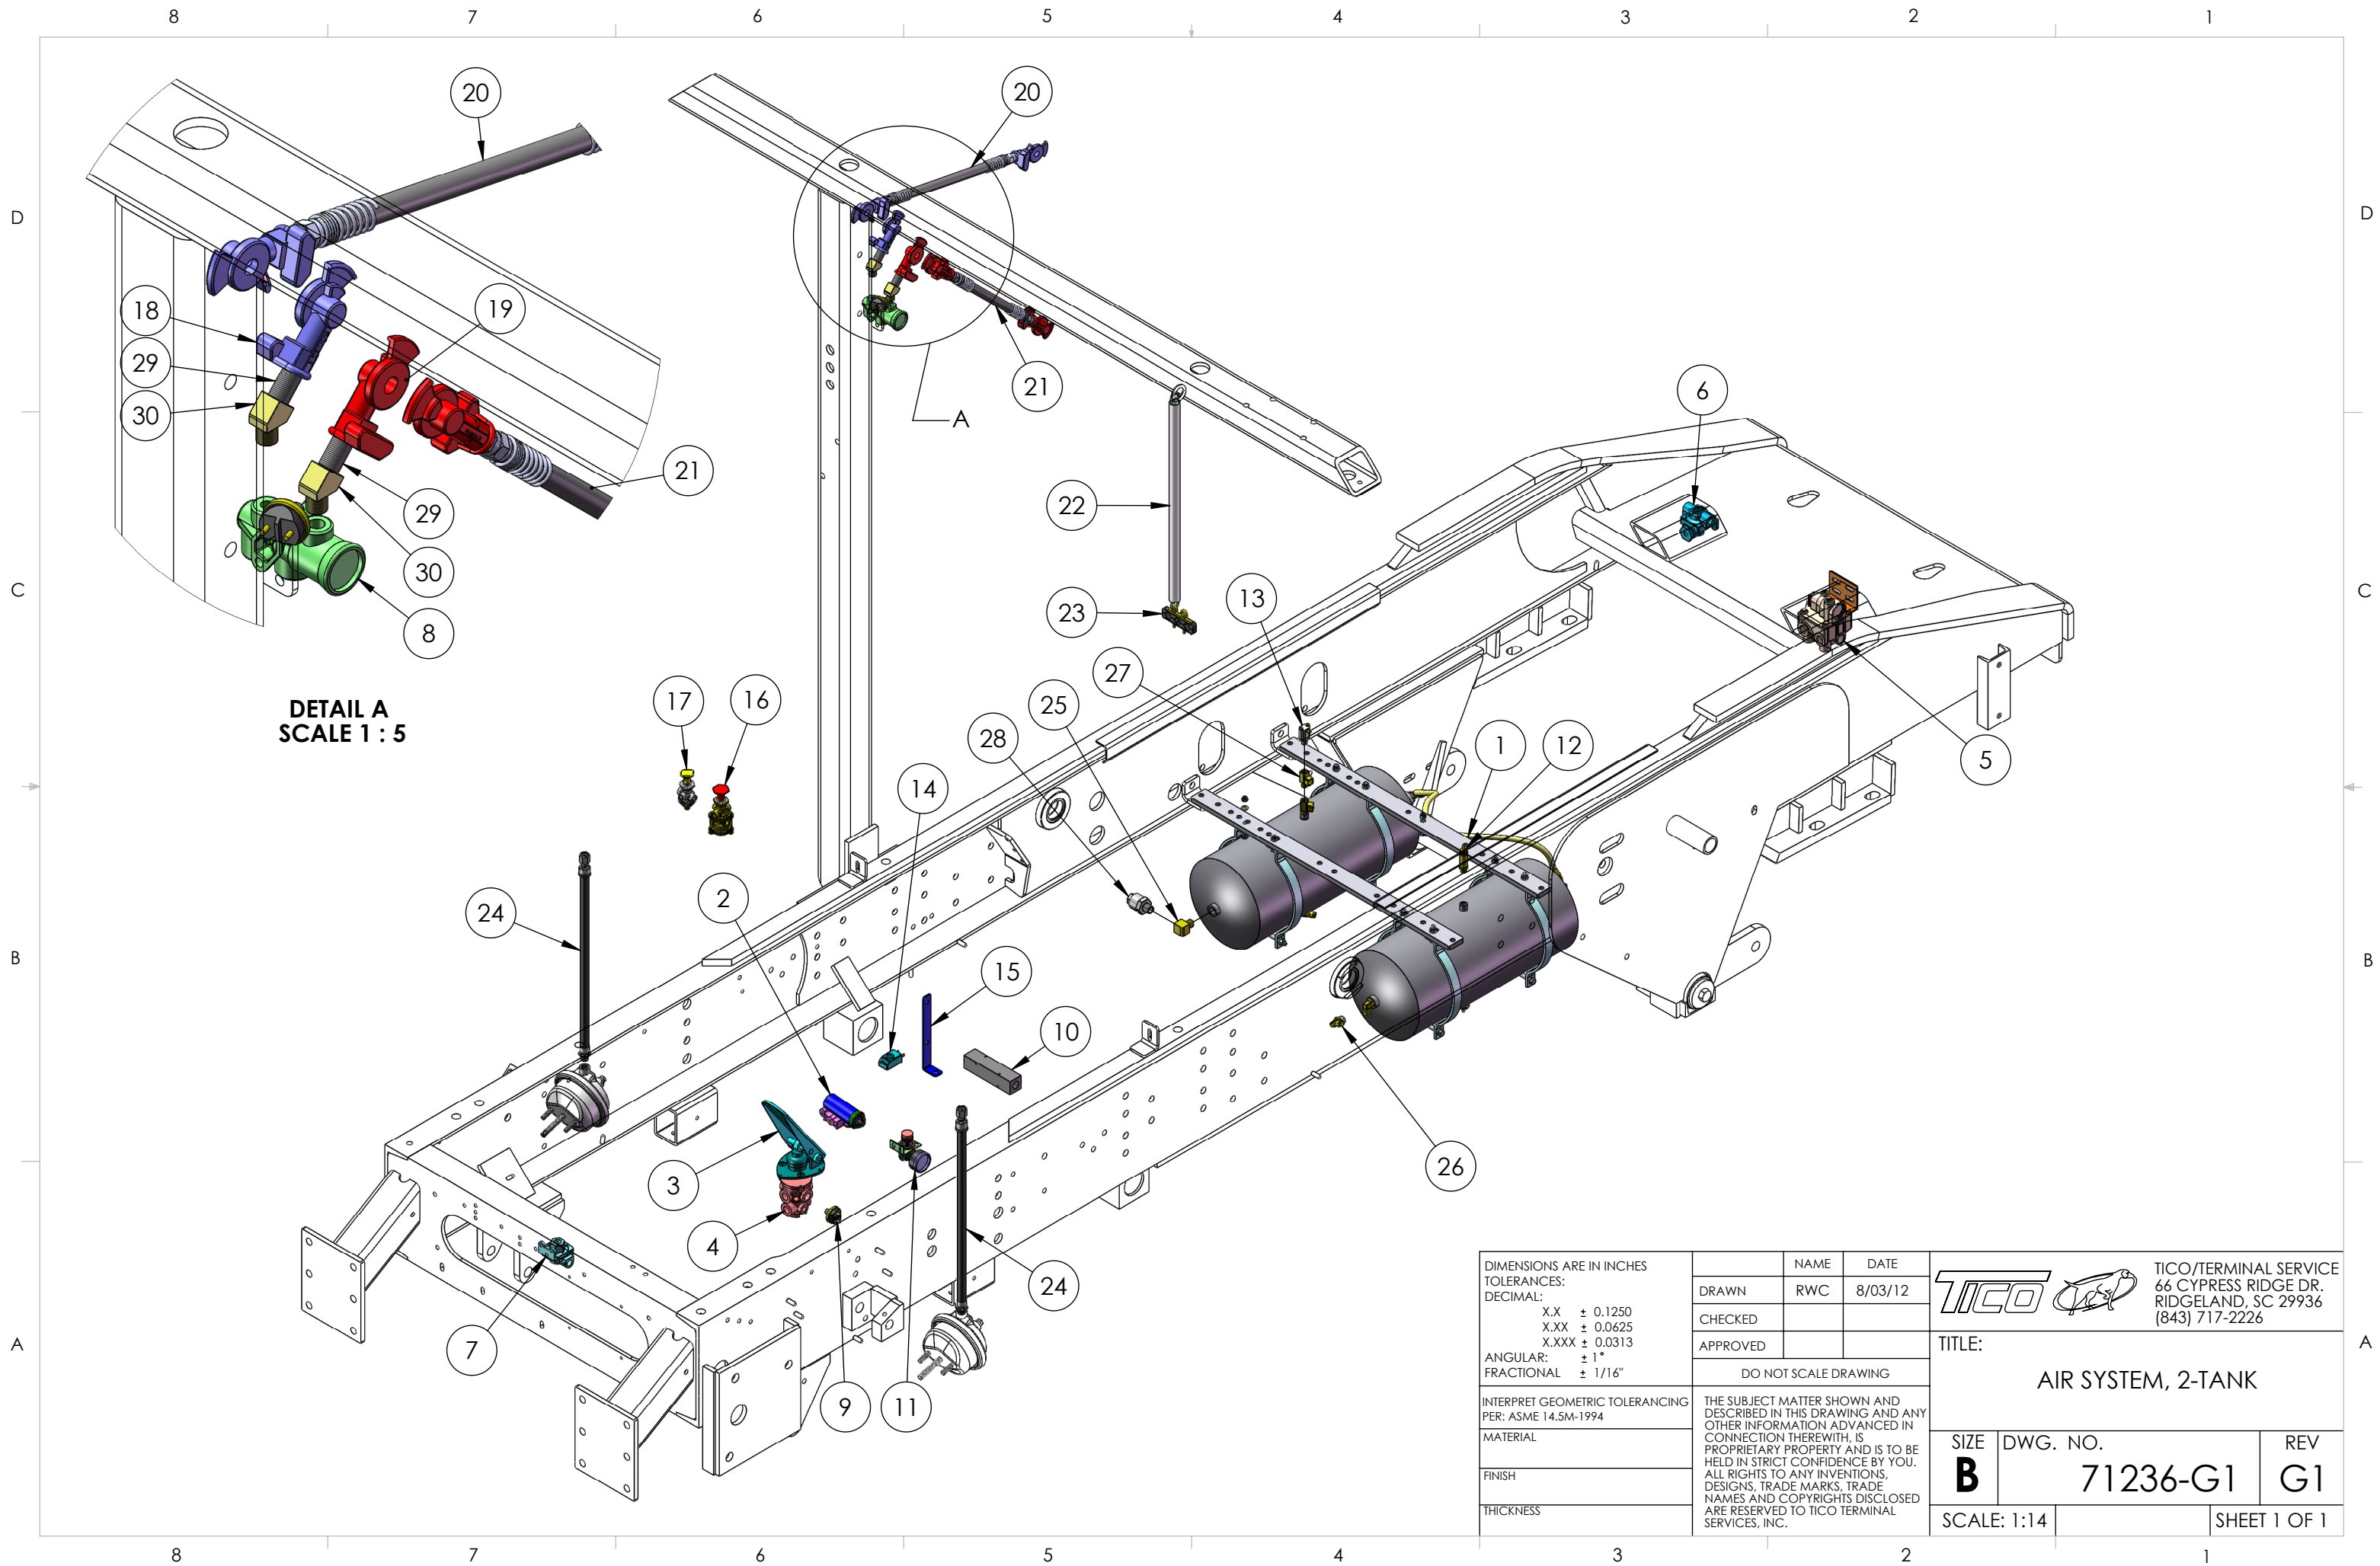 8 7 6 5 4 3 2 1
D D
C C
B B
A A
20
18
29
30
19
21
29
30
8
DETAIL A
SCALE 1 : 5
20
21
A
22
23
6
5
13
27
25
28
1
12
17
16
14
24
2
15
10
3
4
7
9
11
24
26
DIMENSIONS ARE IN INCHES
TOLERANCES:
DECIMAL:
X.X ± 0.1250
X.XX ± 0.0625
X.XXX ± 0.0313
ANGULAR: ± 1°
FRACTIONAL ± 1/16"
INTERPRET GEOMETRIC TOLERANCING
PER: ASME 14.5M-1994
MATERIAL
FINISH
THICKNESS
NAME DATE
DRAWN RWC 8/03/12
CHECKED
APPROVED
DO NOT SCALE DRAWING
THE SUBJECT MATTER SHOWN AND
DESCRIBED IN THIS DRAWING AND ANY
OTHER INFORMATION ADVANCED IN
CONNECTION THEREWITH, IS
PROPRIETARY PROPERTY AND IS TO BE
HELD IN STRICT CONFIDENCE BY YOU.
ALL RIGHTS TO ANY INVENTIONS,
DESIGNS, TRADE MARKS, TRADE
NAMES AND COPYRIGHTS DISCLOSED
ARE RESERVED TO TICO TERMINAL
SERVICES, INC.
TICO
TICO/TERMINAL SERVICE
66 CYPRESS RIDGE DR.
RIDGELAND, SC 29936
(843) 717-2226
TITLE:
AIR SYSTEM, 2-TANK
SIZE DWG. NO. REV
B 71236-G1 G1
SCALE: 1:14 SHEET 1 OF 1
8 7 6 5 4 3 2 1